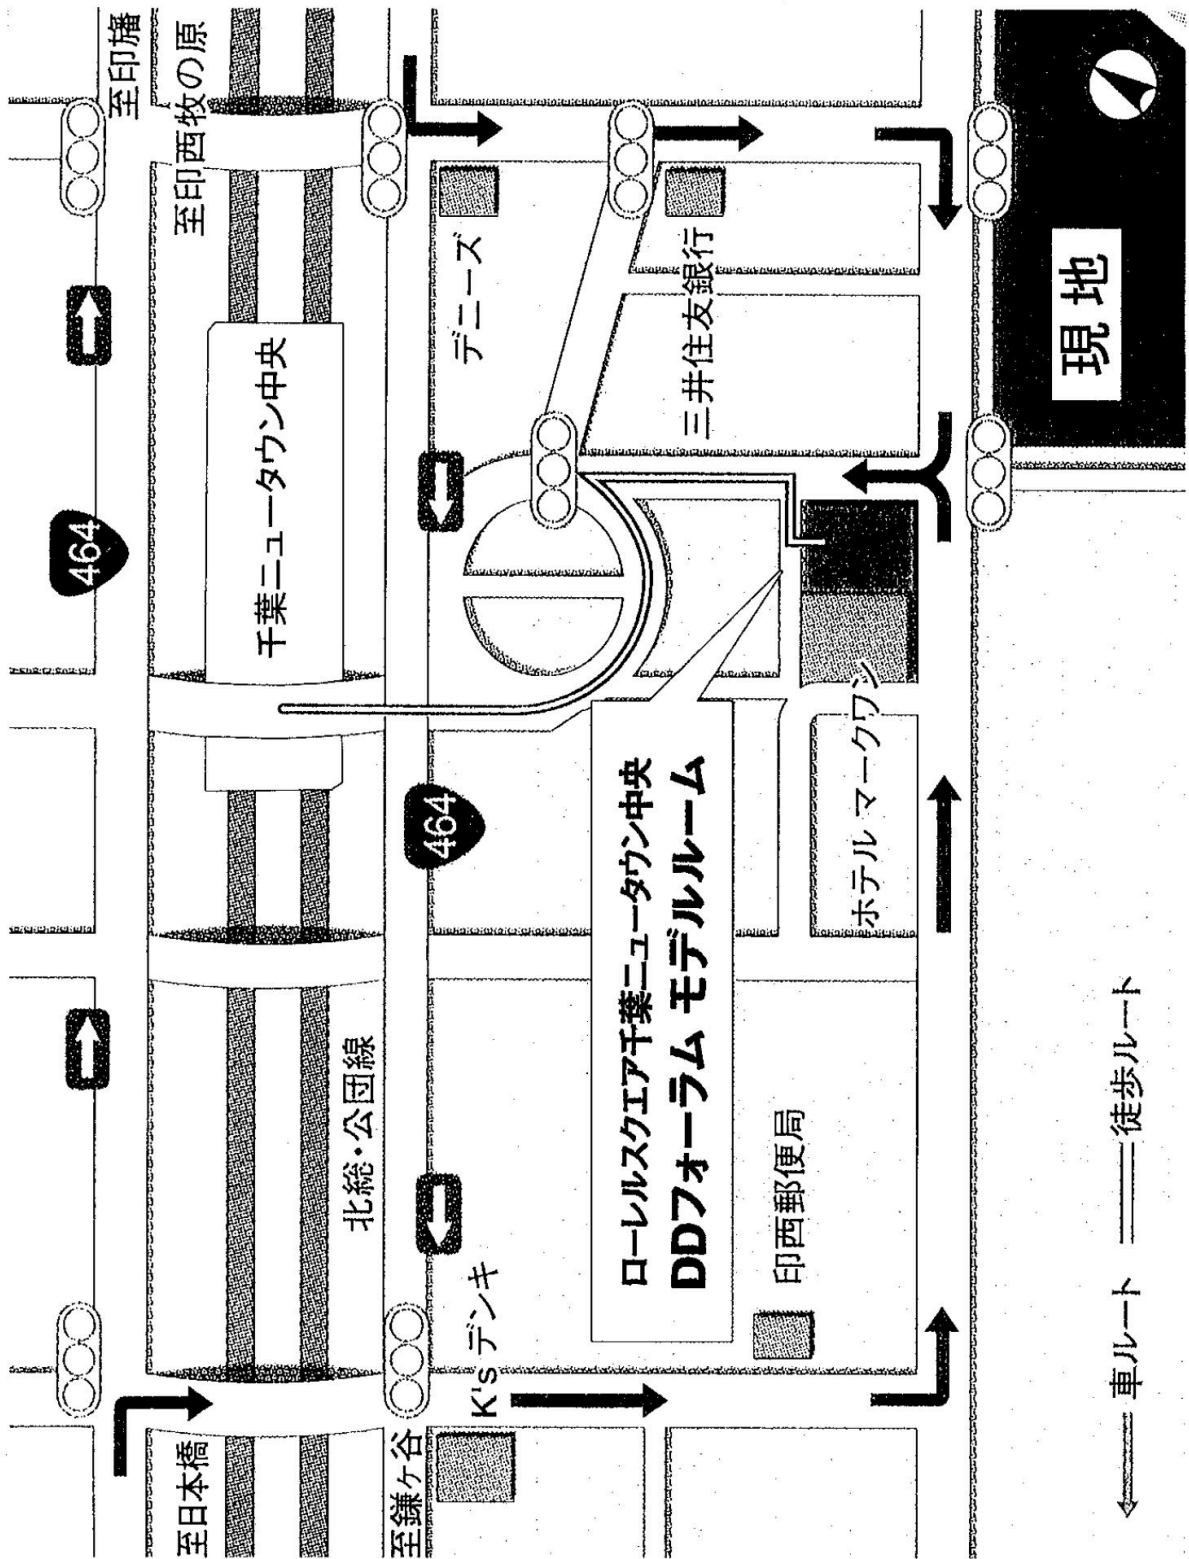 至印旛
至印西牧の原
464
千葉ニュータウン中央
デニーズ
三井住友銀行
現地
464
北総・公団線
ローレルスクエア千葉ニュータウン中央
DDフォーラム モデルルーム
ホテル マークワン
印西郵便局
K's デンキ
至日本橋
至鎌ヶ谷
車ルート
徒歩ルート